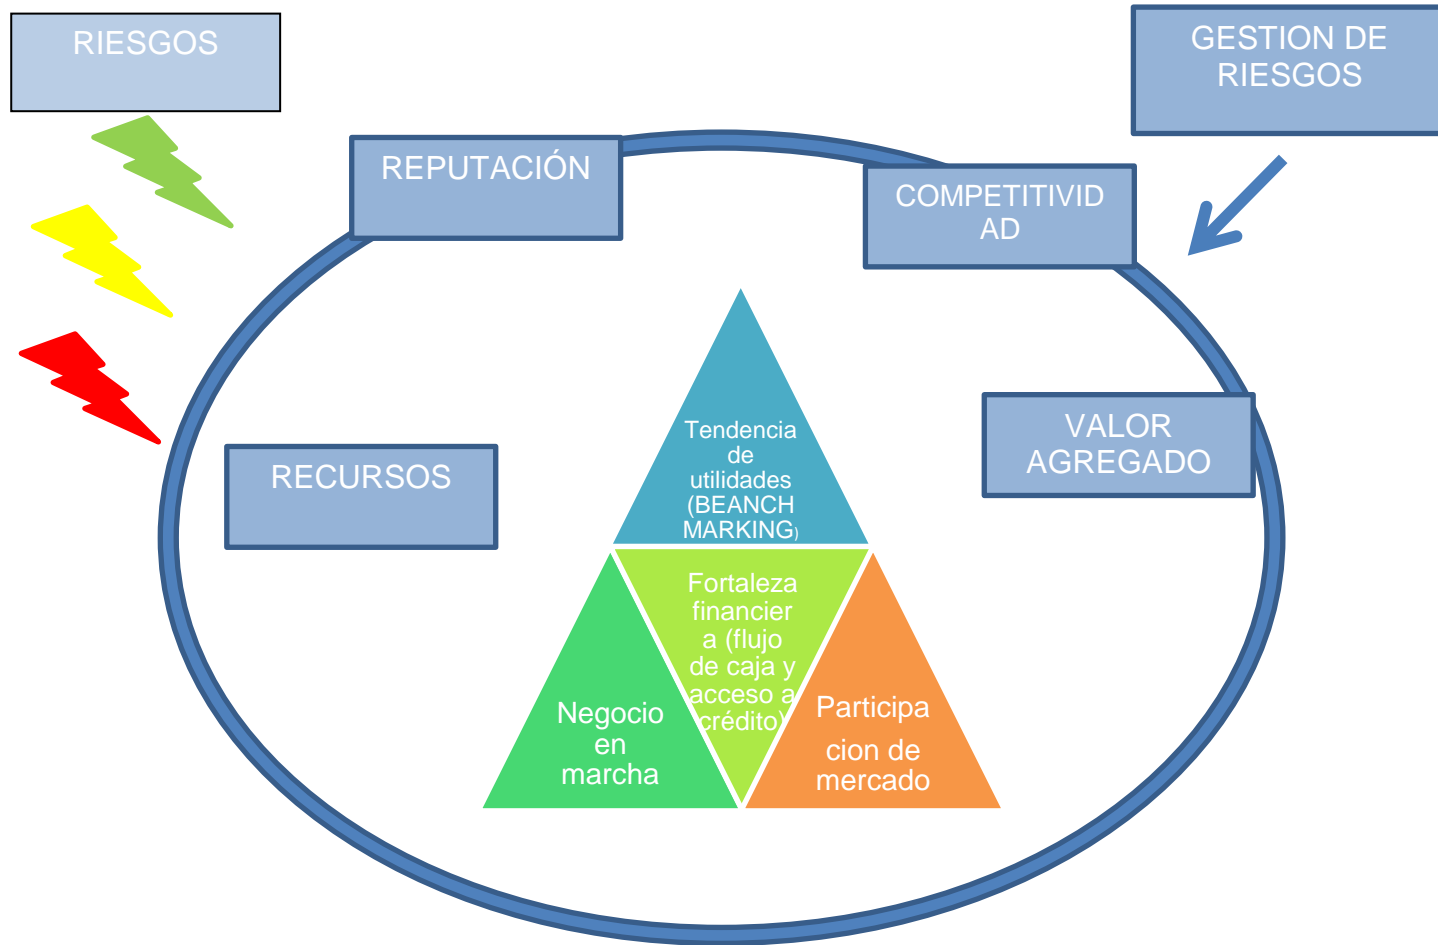 RIESGOS
GESTION DE
RIESGOS
REPUTACIÓN
COMPETITIVID
AD
RECURSOS
VALOR
AGREGADO
Tendencia
de
utilidades
(BEANCH
MARKING)
Fortaleza
financier
a (flujo
de caja y
acceso a
crédito)
Negocio
en
marcha
Participa
cion de
mercado